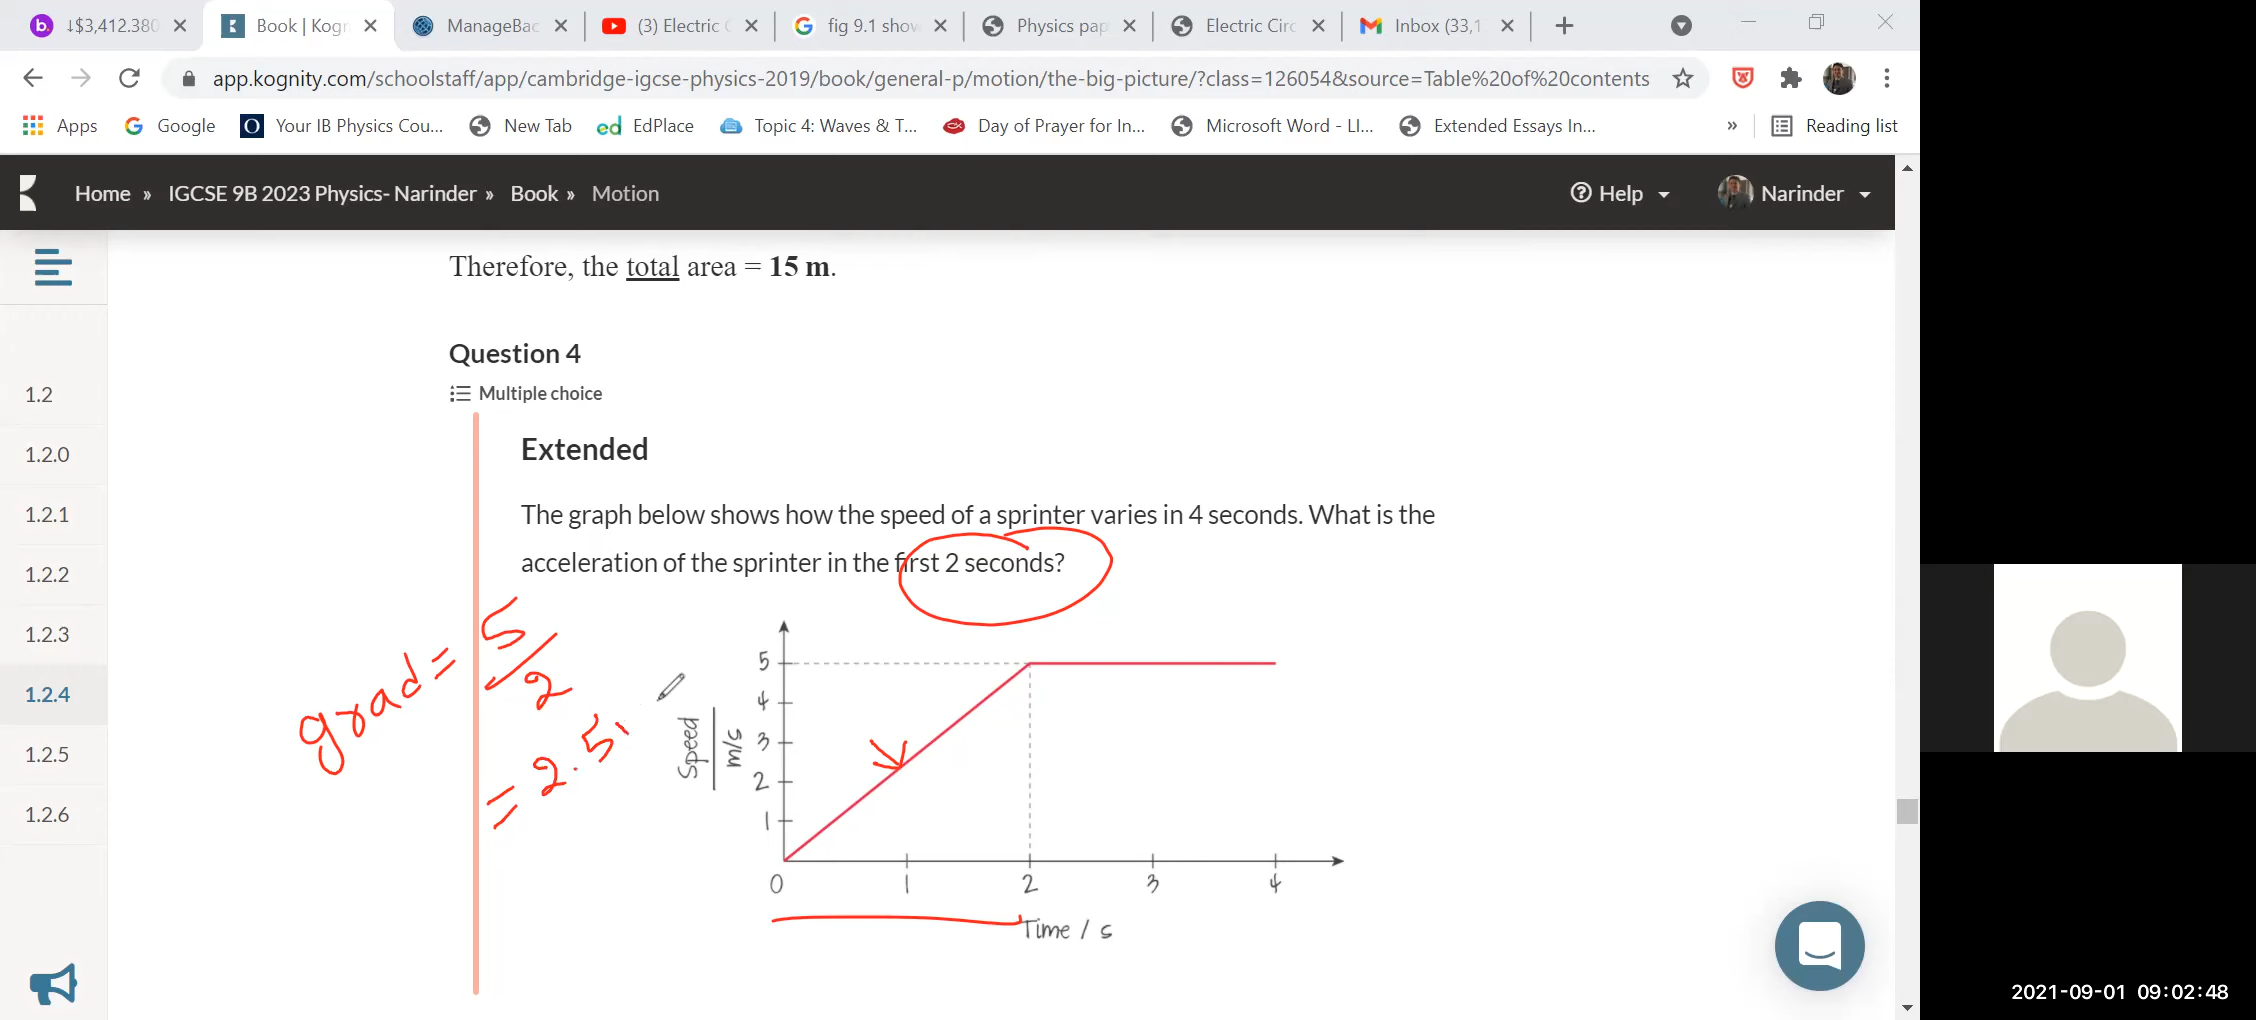 ↓$3,412.380
Book | Kogn
ManageBac
(3) Electric C
fig 9.1 show
Physics pap
Electric Circ
Inbox (33,1
app.kognity.com/schoolstaff/app/cambridge-igcse-physics-2019/book/general-p/motion/the-big-picture/?class=126054&source=Table%20of%20contents
Apps
Google
Your IB Physics Cou...
New Tab
EdPlace
Topic 4: Waves & T...
Day of Prayer for In...
Microsoft Word - LI...
Extended Essays In...
»
Reading list
Home » IGCSE 9B 2023 Physics- Narinder » Book » Motion
Help
Narinder
1.2
1.2.0
1.2.1
1.2.2
1.2.3
1.2.4
1.2.5
1.2.6
Therefore, the total area = 15 m.
Question 4
Multiple choice
Extended
The graph below shows how the speed of a sprinter varies in 4 seconds. What is the
acceleration of the sprinter in the first 2 seconds?
grad = 5/2
= 2.5
Speed
m/s
5
4
3
2
1
0 1 2 3 4
Time / s
2021-09-01 09:02:48